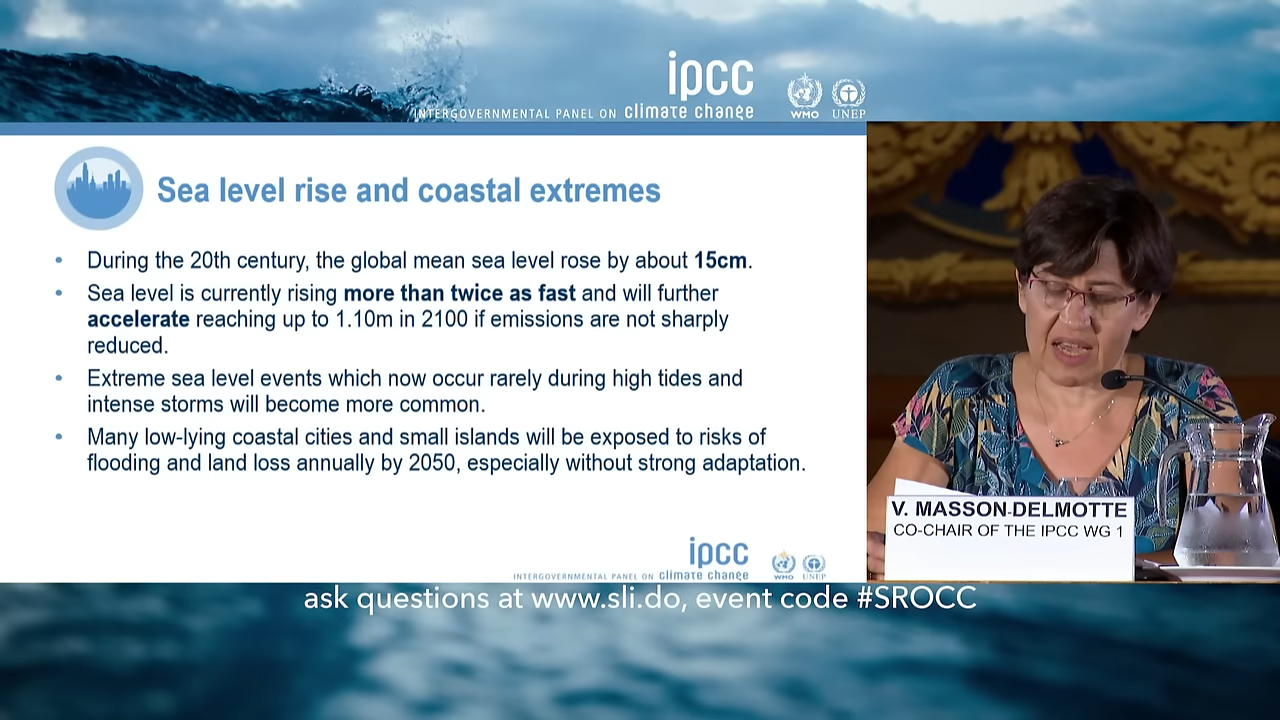 ipcc
INTERGOVERNMENTAL PANEL ON climate change
WMO UNEP
Sea level rise and coastal extremes
• During the 20th century, the global mean sea level rose by about 15cm.
• Sea level is currently rising more than twice as fast and will further
accelerate reaching up to 1.10m in 2100 if emissions are not sharply
reduced.
• Extreme sea level events which now occur rarely during high tides and
intense storms will become more common.
• Many low-lying coastal cities and small islands will be exposed to risks of
flooding and land loss annually by 2050, especially without strong adaptation.
ipcc
INTERGOVERNMENTAL PANEL ON climate change
WMO UNEP
V. MASSON-DELMOTTE
CO-CHAIR OF THE IPCC WG 1
ask questions at www.sli.do, event code #SROCC